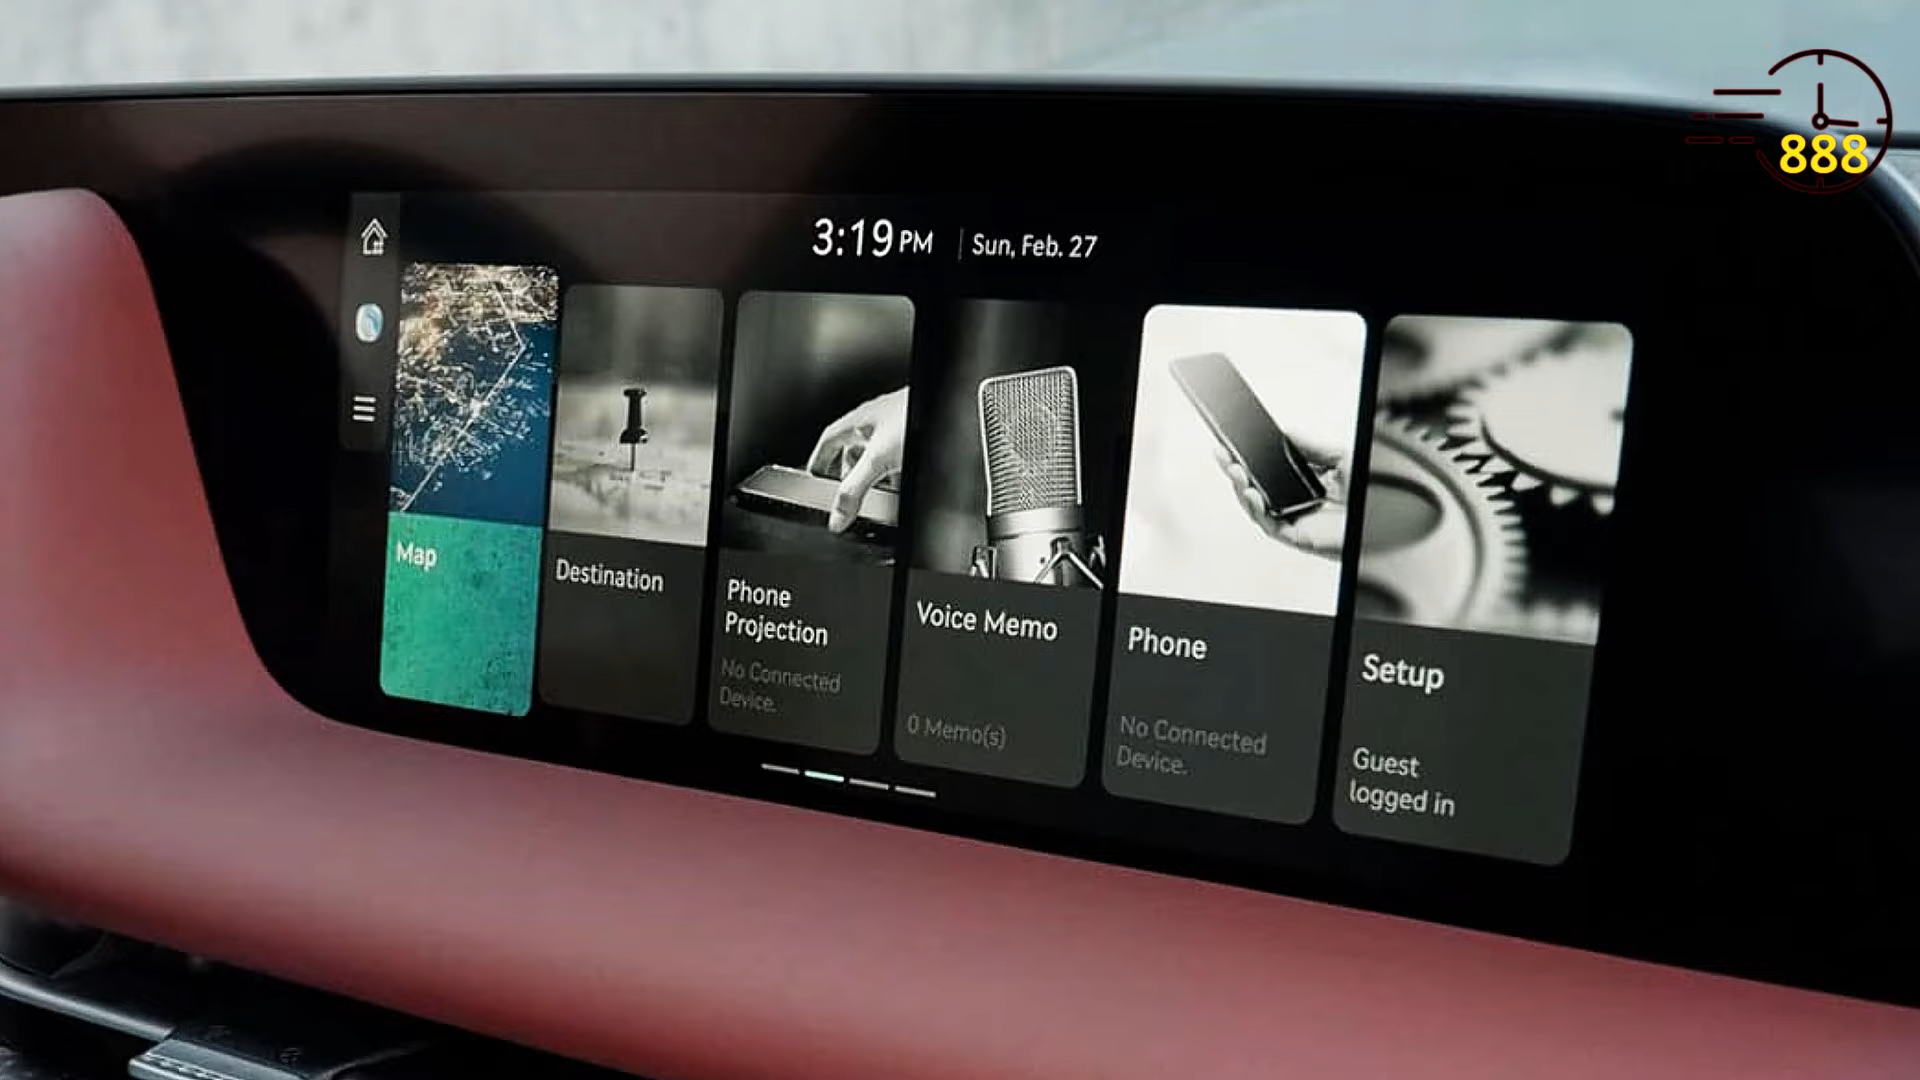 888
3:19 PM | Sun, Feb. 27
Map
Destination
Phone
Projection
No Connected
Device.
Voice Memo
0 Memo(s)
Phone
No Connected
Device.
Setup
Guest
logged in